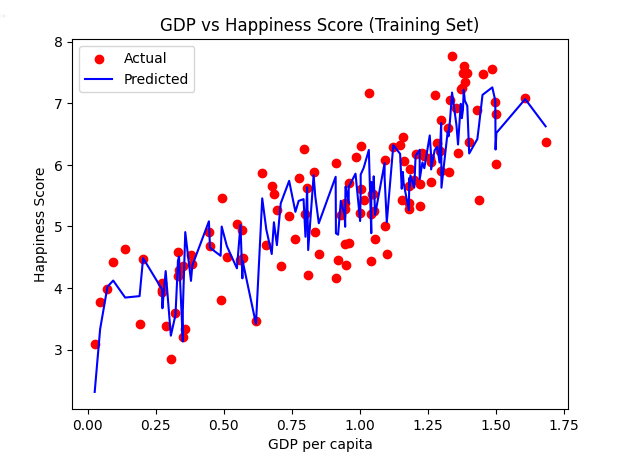 GDP vs Happiness Score (Training Set)
Actual
Predicted
8
7
6
5
4
3
Happiness Score
0.00 0.25 0.50 0.75 1.00 1.25 1.50 1.75
GDP per capita